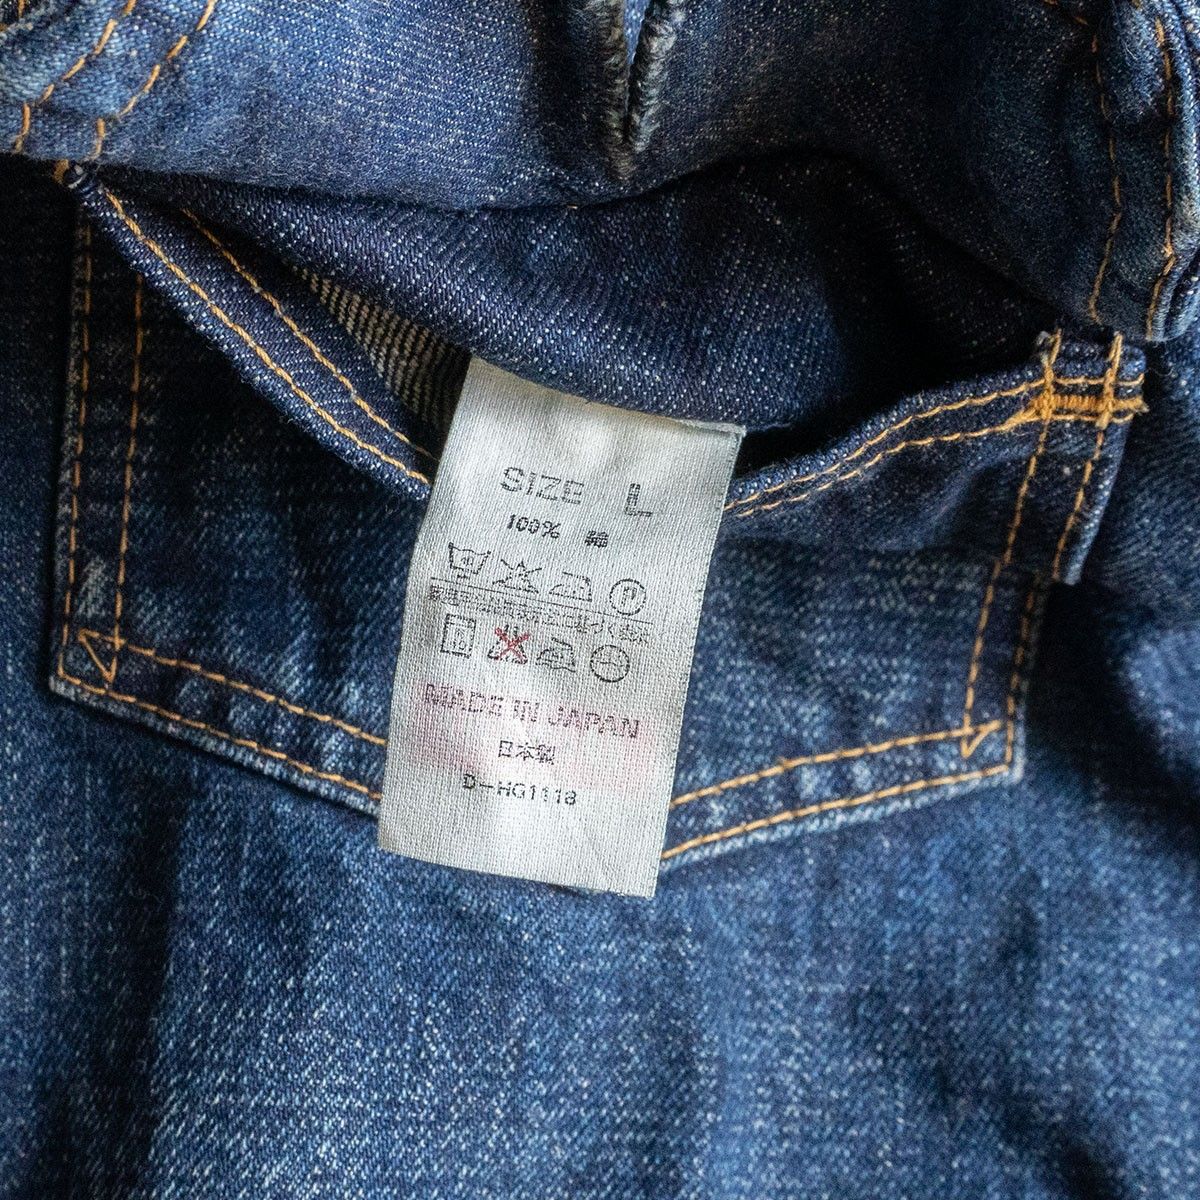 SIZE L
100% 綿
MADE IN JAPAN
日本製
D-HG1118